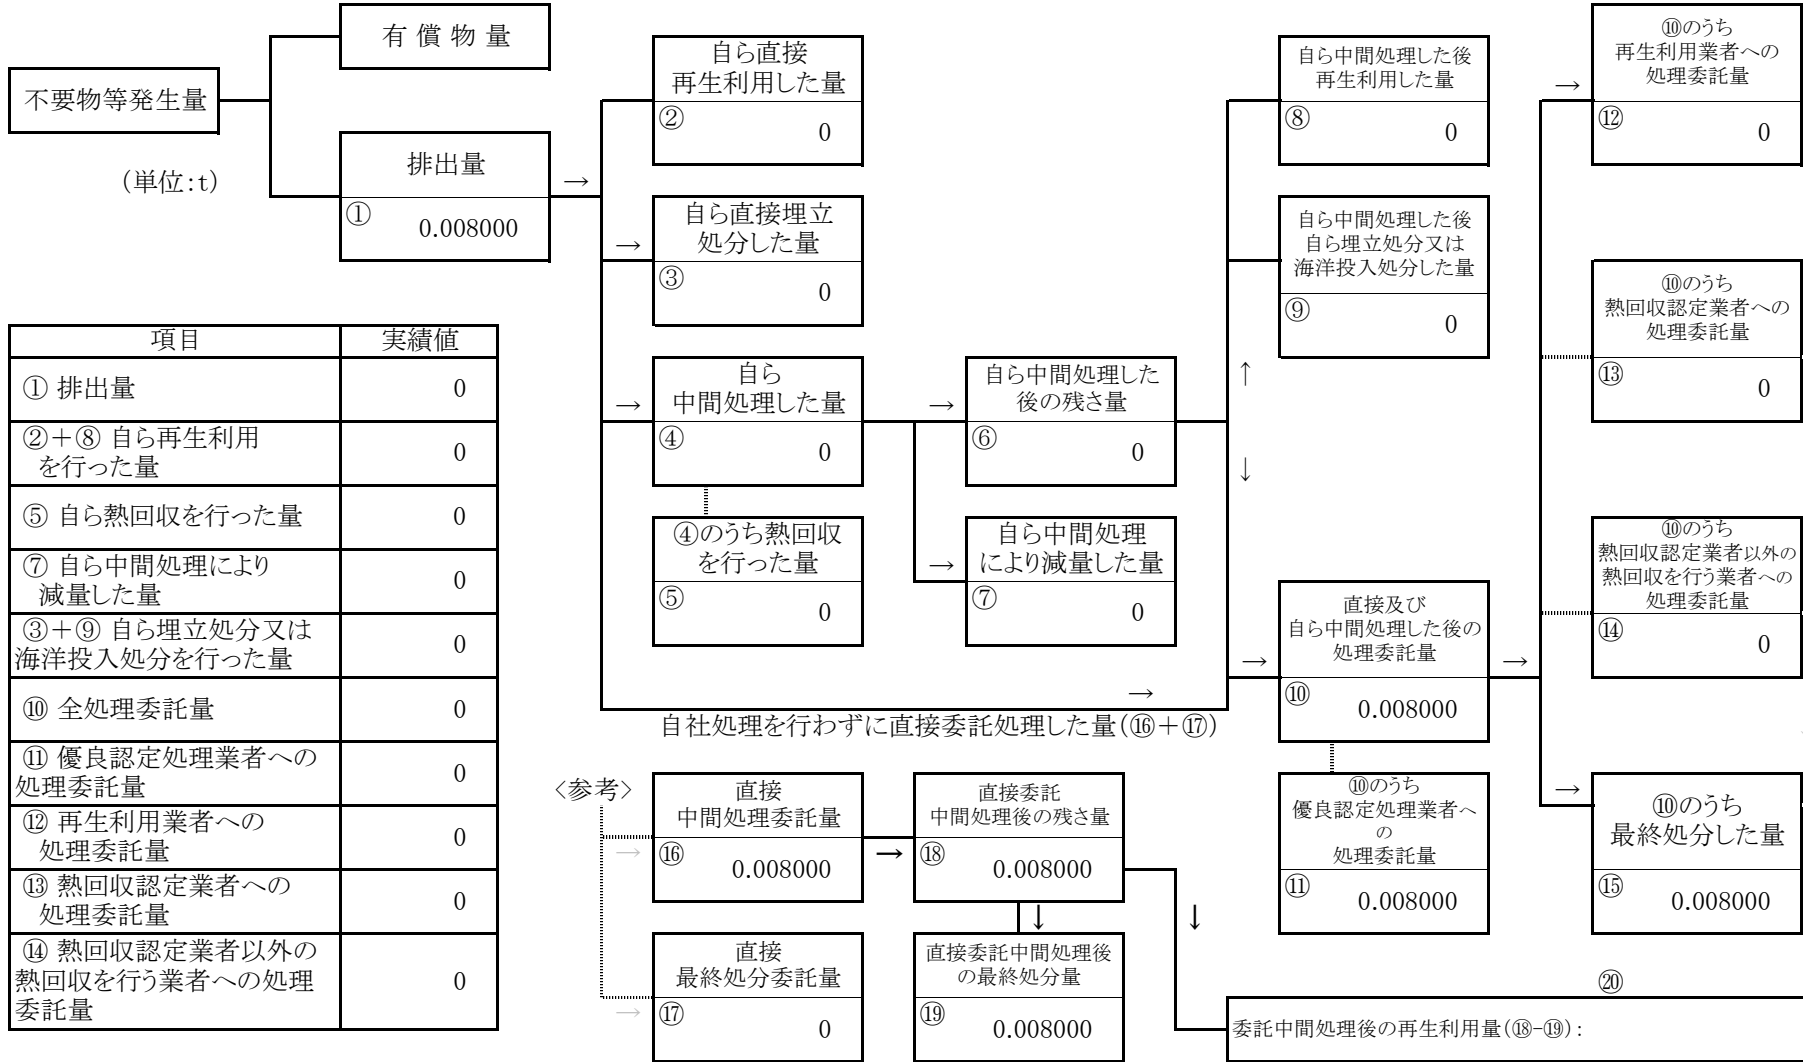 有 償 物 量
不要物等発生量
(単位:t)
排出量
①
0.008000
→
自ら直接
再生利用した量
②
0
→
自ら直接埋立
処分した量
③
0
→
自ら
中間処理した量
④
0
④のうち熱回収
を行った量
⑤
0
→
自ら中間処理した
後の残さ量
⑥
0
→
自ら中間処理
により減量した量
⑦
0
自ら中間処理した後
再生利用した量
⑧
0
自ら中間処理した後
自ら埋立処分又は
海洋投入処分した量
⑨
0
↑
↓
→
自社処理を行わずに直接委託処理した量(⑯+⑰)
→
直接及び
自ら中間処理した後の
処理委託量
⑩
0.008000
⑩のうち
優良認定処理業者へ
の
処理委託量
⑪
0.008000
→
→
⑩のうち
再生利用業者への
処理委託量
⑫
0
⑩のうち
熱回収認定業者への
処理委託量
⑬
0
⑩のうち
熱回収認定業者以外の
熱回収を行う業者への
処理委託量
⑭
0
→
⑩のうち
最終処分した量
⑮
0.008000
項目 実績値
① 排出量 0
②+⑧ 自ら再生利用
を行った量 0
⑤ 自ら熱回収を行った量 0
⑦ 自ら中間処理により
減量した量 0
③+⑨ 自ら埋立処分又は
海洋投入処分を行った量 0
⑩ 全処理委託量 0
⑪ 優良認定処理業者への
処理委託量 0
⑫ 再生利用業者への
処理委託量 0
⑬ 熱回収認定業者への
処理委託量 0
⑭ 熱回収認定業者以外の
熱回収を行う業者への処理
委託量 0
<参考>
→
直接
中間処理委託量
⑯
0.008000
→
直接
最終処分委託量
⑰
0
→
直接委託
中間処理後の残さ量
⑱
0.008000
↓
直接委託中間処理後
の最終処分量
⑲
0.008000
↓
⑳
委託中間処理後の再生利用量(⑱-⑲):